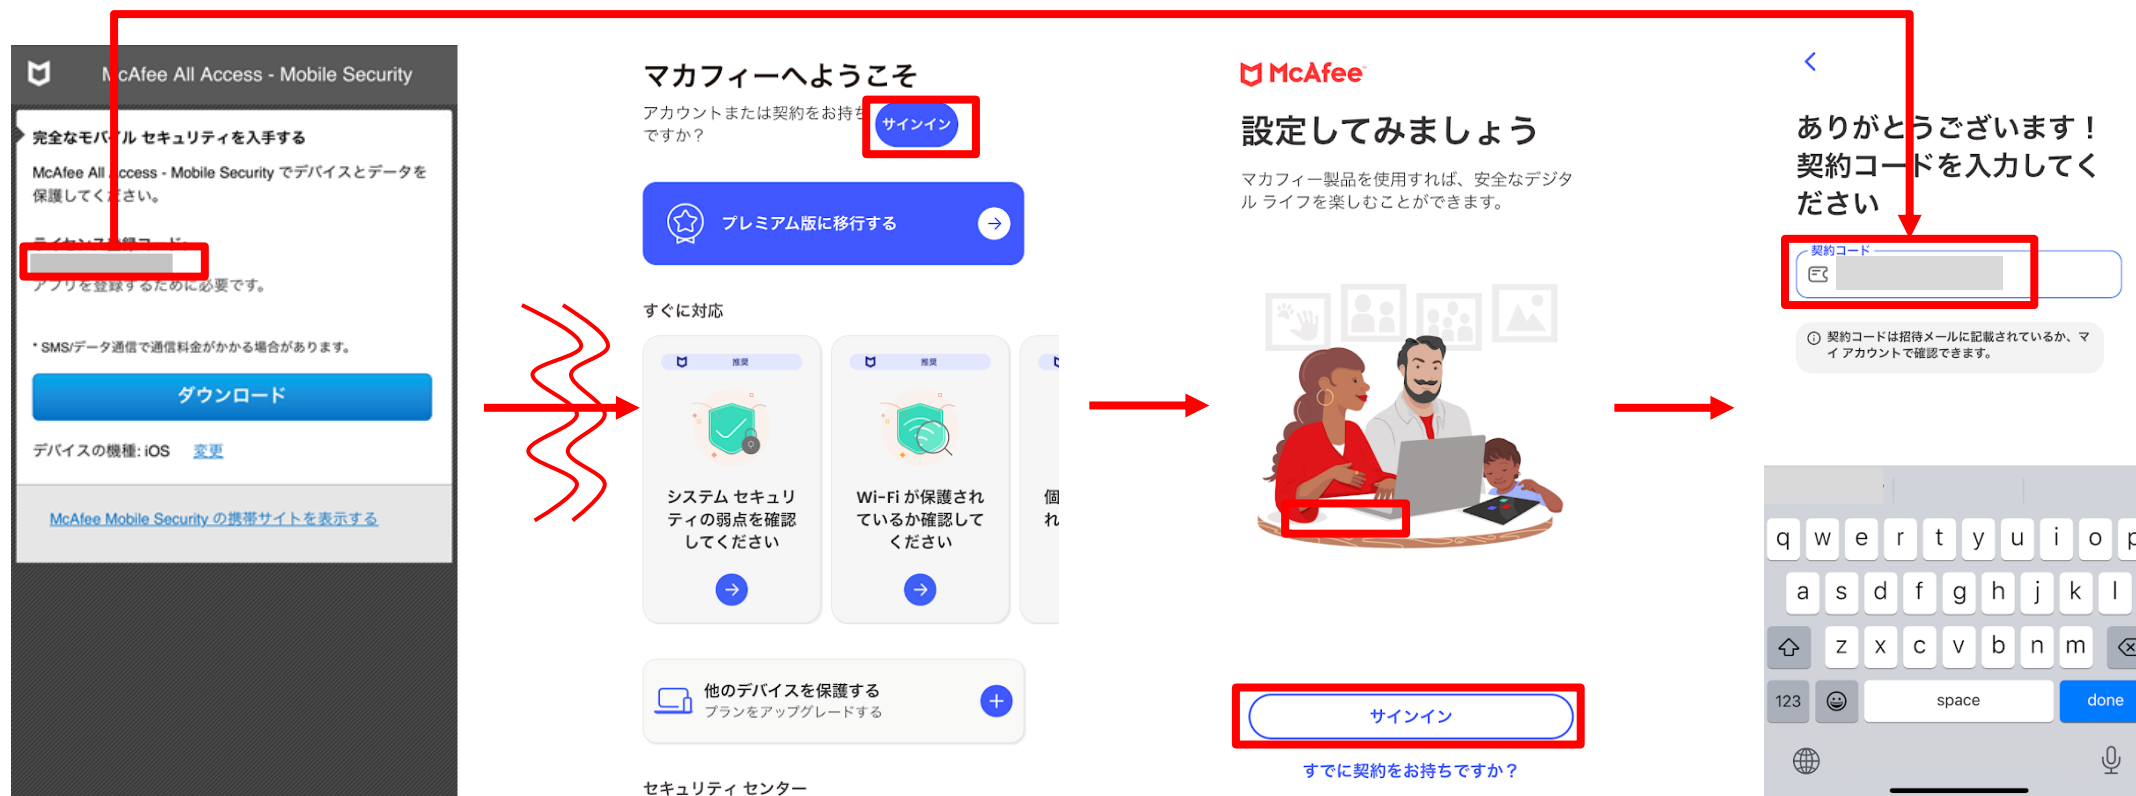 McAfee All Access - Mobile Security
完全なモバイル セキュリティを入手する
McAfee All Access - Mobile Security でデバイスとデータを
保護してください。
ライセンス登録コード:
アプリを登録するために必要です。
* SMS/データ通信で通信料金がかかる場合があります。
ダウンロード
デバイスの機種: iOS 変更
McAfee Mobile Security の携帯サイトを表示する
マカフィーへようこそ
アカウントまたは契約をお持ち
ですか？
サインイン
プレミアム版に移行する
すぐに対応
推奨
システム セキュリ
ティの弱点を確認
してください
推奨
Wi-Fi が保護され
ているか確認して
ください
個
れ
他のデバイスを保護する
プランをアップグレードする
セキュリティ センター
McAfee
設定してみましょう
マカフィー製品を使用すれば、安全なデジタ
ル ライフを楽しむことができます。
サインイン
すでに契約をお持ちですか？
ありがとうございます！
契約コードを入力してく
ださい
契約コード
契約コードは招待メールに記載されているか、マ
イ アカウントで確認できます。
q w e r t y u i o p
a s d f g h j k l
z x c v b n m
123 space done